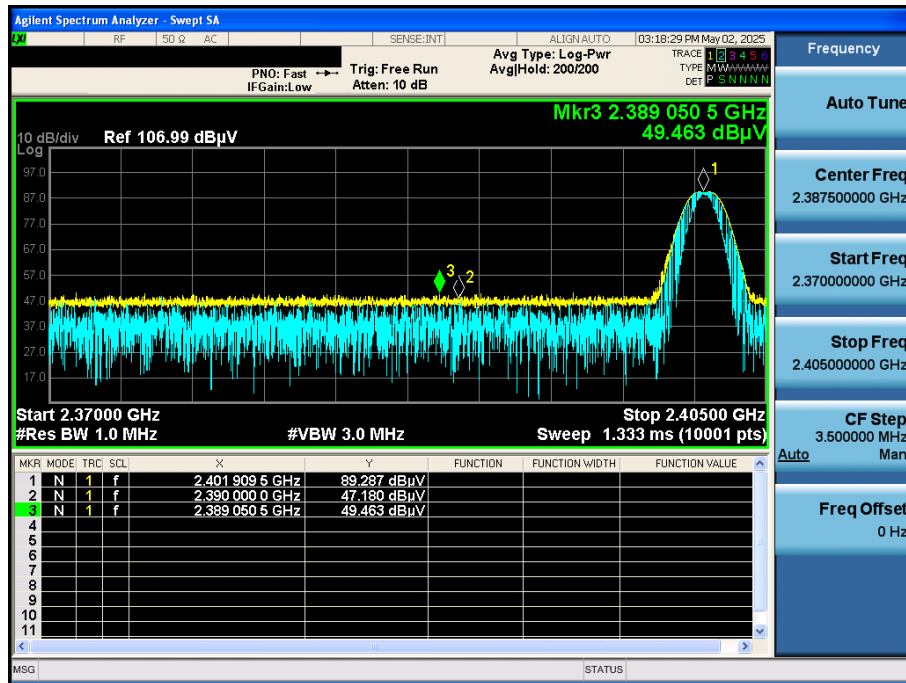 Agilent Spectrum Analyzer - Swept SA
LXI RF 50 Ω AC SENSE:INT ALIGN AUTO 03:18:29 PM May 02, 2025
PNO: Fast Trig: Free Run Avg Type: Log-Pwr TRACE 1 2 3 4 5 6
IFGain:Low Atten: 10 dB Avg|Hold: 200/200 TYPE M W W W W W
DET P S N N N N
Mkr3 2.389 050 5 GHz
49.463 dBµV
10 dB/div Ref 106.99 dBµV
Log
97.0
87.0
77.0
67.0
57.0
47.0
37.0
27.0
17.0
1
3 2
Start 2.37000 GHz Stop 2.40500 GHz
#Res BW 1.0 MHz #VBW 3.0 MHz Sweep 1.333 ms (10001 pts)
MKR MODE TRC SCL X Y FUNCTION FUNCTION WIDTH FUNCTION VALUE
1 N 1 f 2.401 909 5 GHz 89.287 dBµV
2 N 1 f 2.390 000 0 GHz 47.180 dBµV
3 N 1 f 2.389 050 5 GHz 49.463 dBµV
4
5
6
7
8
9
10
11
MSG STATUS
Frequency
Auto Tune
Center Freq
2.387500000 GHz
Start Freq
2.370000000 GHz
Stop Freq
2.405000000 GHz
CF Step
3.500000 MHz
Auto Man
Freq Offset
0 Hz